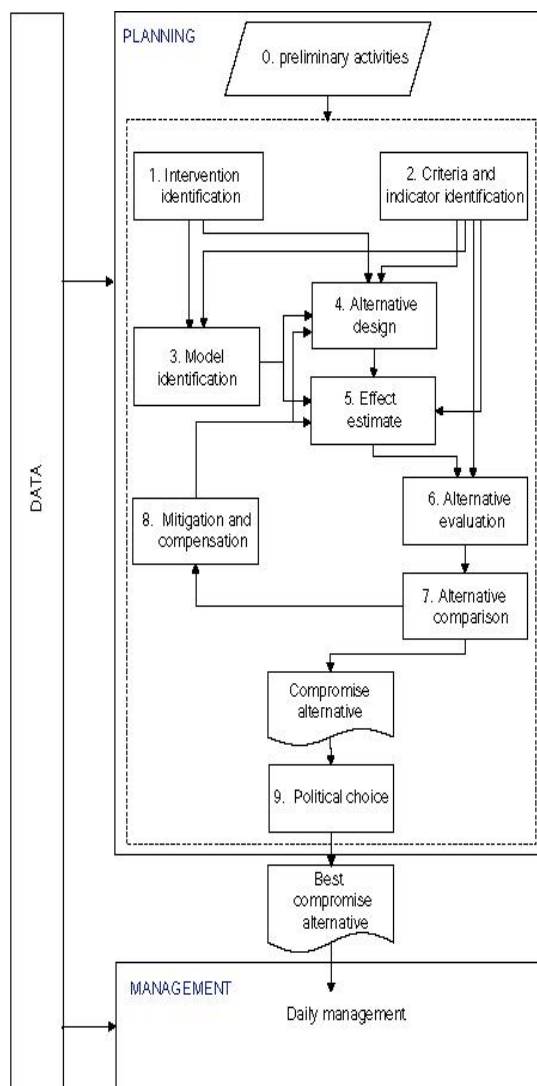 PLANNING
0. preliminary activities
1. Intervention
identification
2. Criteria and
indicator identification
4. Alternative
design
3. Model
identification
5. Effect
estimate
6. Alternative
evaluation
8. Mitigation and
compensation
7. Alternative
comparison
Compromise
alternative
9. Political choice
Best
compromise
alternative
MANAGEMENT
Daily management
DATA